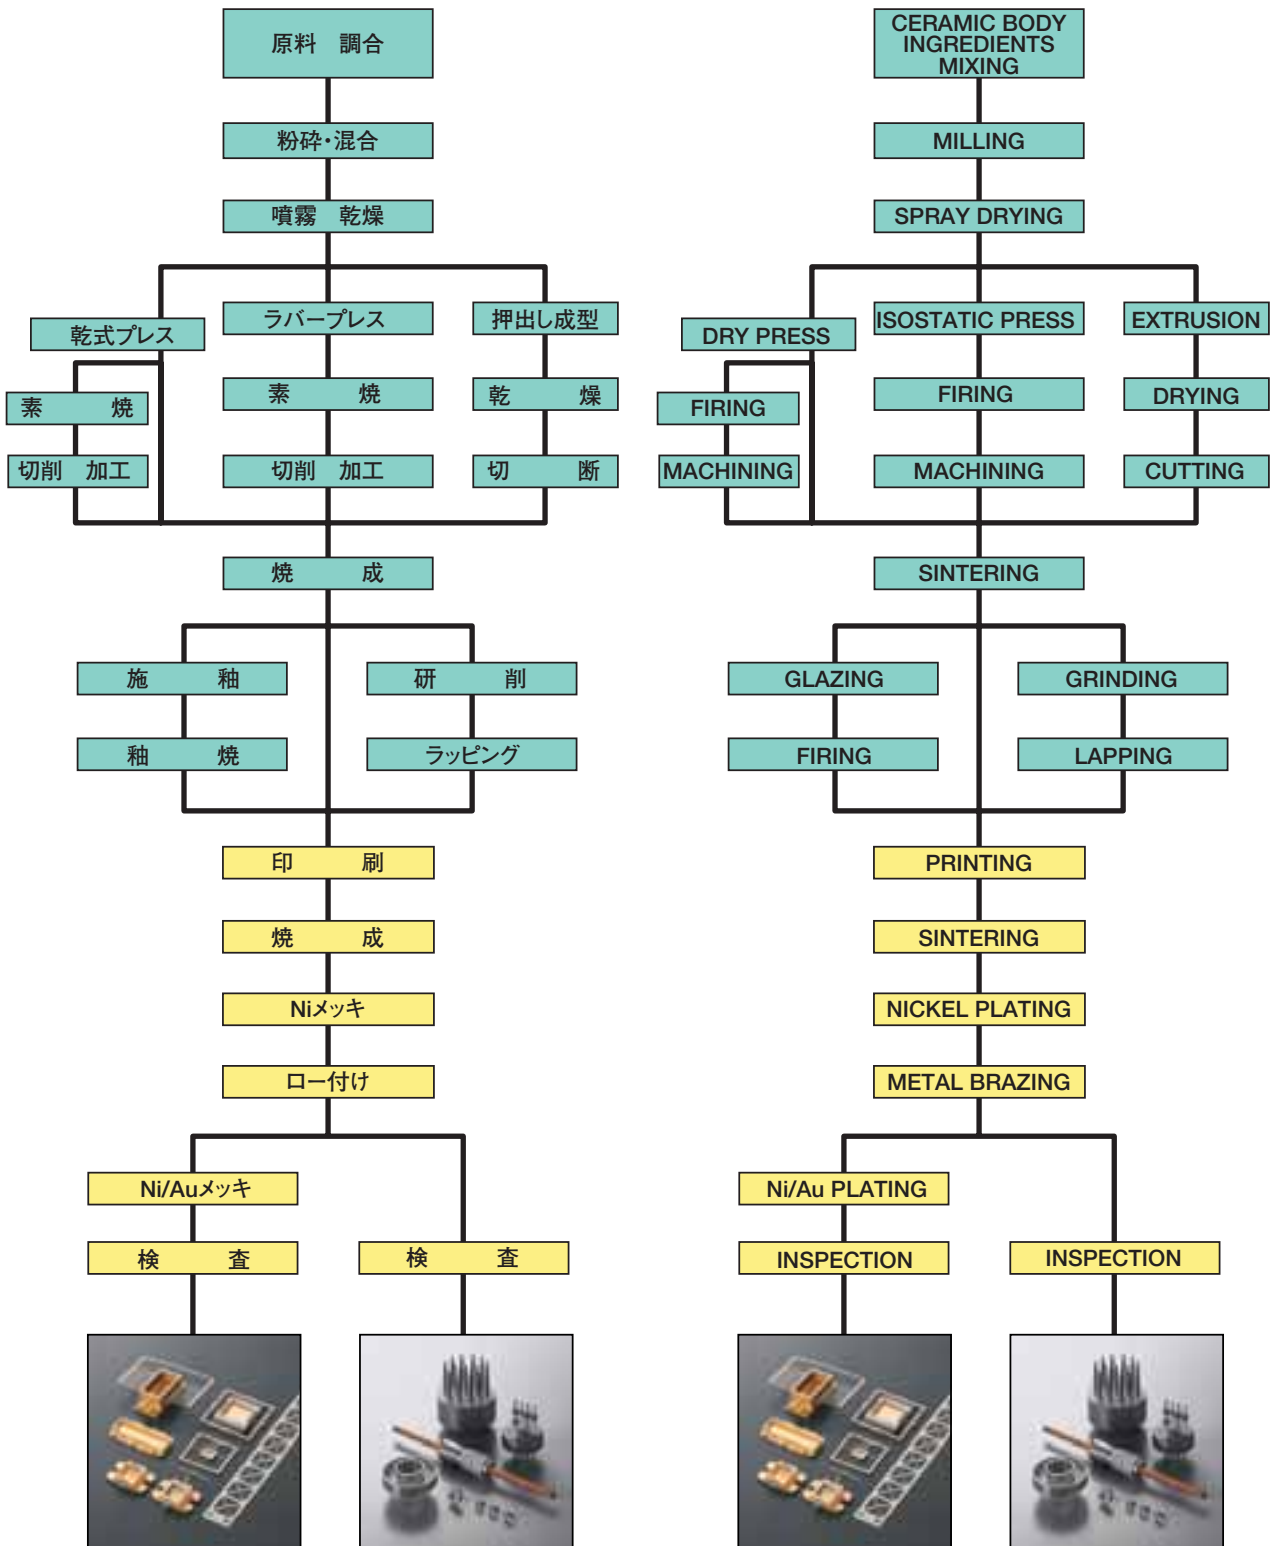 原料　調合
粉砕・混合
噴霧　乾燥
乾式プレス
ラバープレス
押出し成型
素　焼
素　焼
乾　燥
切削　加工
切削　加工
切　断
焼　成
施　釉
研　削
釉　焼
ラッピング
印　刷
焼　成
Niメッキ
ロー付け
Ni/Auメッキ
検　査
検　査
CERAMIC BODY
INGREDIENTS
MIXING
MILLING
SPRAY DRYING
DRY PRESS
ISOSTATIC PRESS
EXTRUSION
FIRING
FIRING
DRYING
MACHINING
MACHINING
CUTTING
SINTERING
GLAZING
GRINDING
FIRING
LAPPING
PRINTING
SINTERING
NICKEL PLATING
METAL BRAZING
Ni/Au PLATING
INSPECTION
INSPECTION